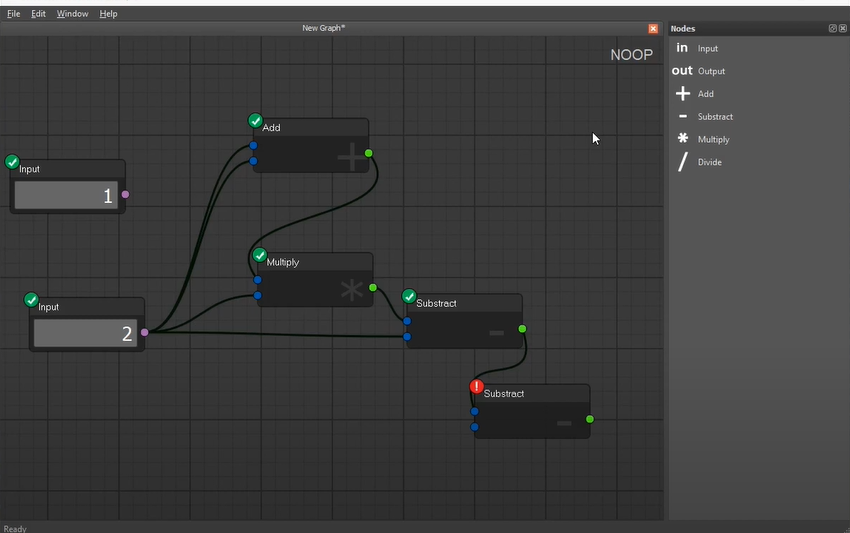 File Edit Window Help
New Graph*
Nodes
NOOP
in Input
out Output
+ Add
- Substract
* Multiply
/ Divide
Add
+
Input
1
Multiply
*
Input
2
Substract
-
!
Substract
-
Ready